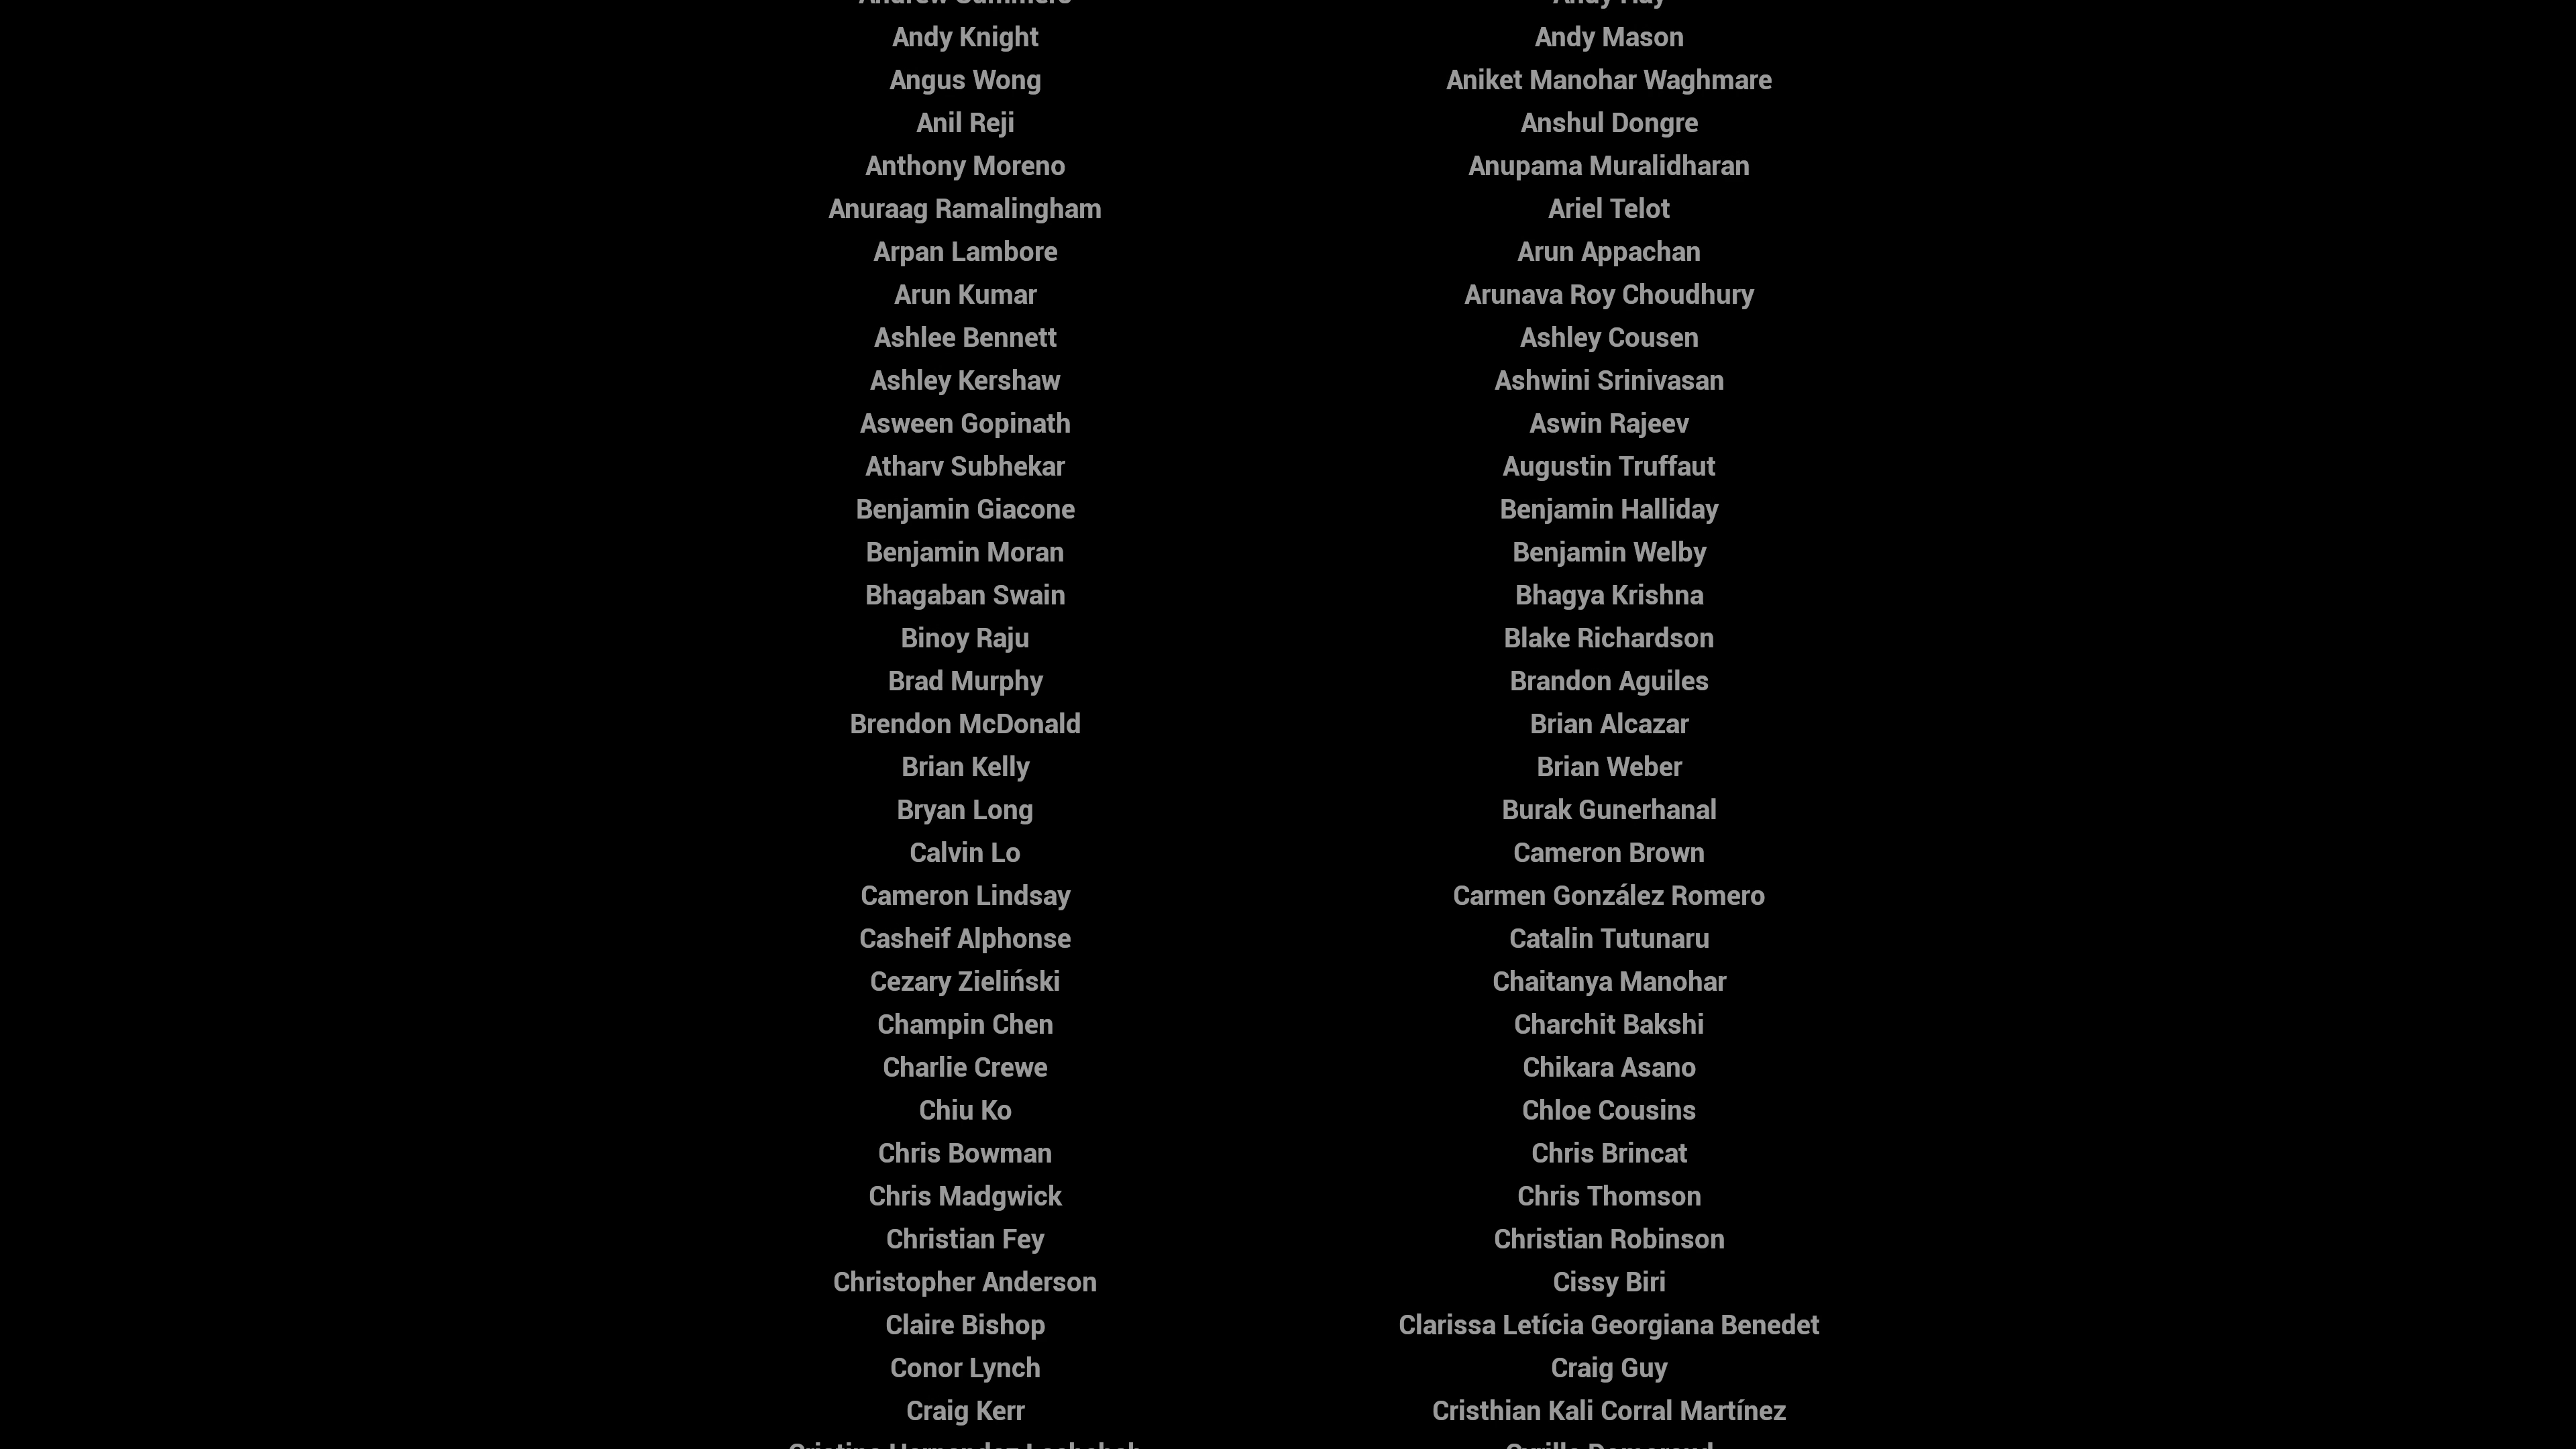 Andy Knight Andy Mason
Angus Wong Aniket Manohar Waghmare
Anil Reji Anshul Dongre
Anthony Moreno Anupama Muralidharan
Anuraag Ramalingham Ariel Telot
Arpan Lambore Arun Appachan
Arun Kumar Arunava Roy Choudhury
Ashlee Bennett Ashley Cousen
Ashley Kershaw Ashwini Srinivasan
Asween Gopinath Aswin Rajeev
Atharv Subhekar Augustin Truffaut
Benjamin Giacone Benjamin Halliday
Benjamin Moran Benjamin Welby
Bhagaban Swain Bhagya Krishna
Binoy Raju Blake Richardson
Brad Murphy Brandon Aguiles
Brendon McDonald Brian Alcazar
Brian Kelly Brian Weber
Bryan Long Burak Gunerhanal
Calvin Lo Cameron Brown
Cameron Lindsay Carmen González Romero
Casheif Alphonse Catalin Tutunaru
Cezary Zieliński Chaitanya Manohar
Champin Chen Charchit Bakshi
Charlie Crewe Chikara Asano
Chiu Ko Chloe Cousins
Chris Bowman Chris Brincat
Chris Madgwick Chris Thomson
Christian Fey Christian Robinson
Christopher Anderson Cissy Biri
Claire Bishop Clarissa Letícia Georgiana Benedet
Conor Lynch Craig Guy
Craig Kerr Cristhian Kali Corral Martínez